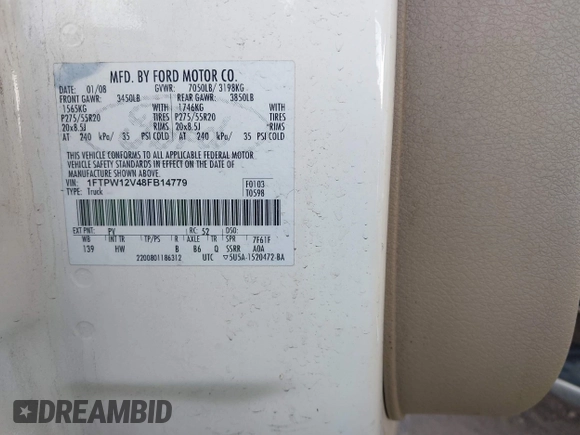 MFD. BY FORD MOTOR CO.
DATE: 01/08 GVWR: 7050LB/ 3198KG
FRONT GAWR: 3450LB REAR GAWR: 3850LB
1565KG WITH 1746KG WITH
P275/55R20 TIRES P275/55R20 TIRES
20x8.5J RIMS 20x8.5J RIMS
AT 240 kPa/ 35 PSI COLD AT 240 kPa/ 35 PSI COLD
THIS VEHICLE CONFORMS TO ALL APPLICABLE FEDERAL MOTOR
VEHICLE SAFETY STANDARDS IN EFFECT ON THE DATE OF
MANUFACTURE SHOWN ABOVE.
VIN: 1FTPW12V48FB14779 F0103
TYPE: Truck T0598
EXT PNT: PV RC: 52 DSO:
WB INT TR TP/PS R AXLE TR SPR 7F61F
139 HW B B6 Q SSRR A0A
2200801186312 UTC ▽5U5A-1520472-BA
DREAMBID